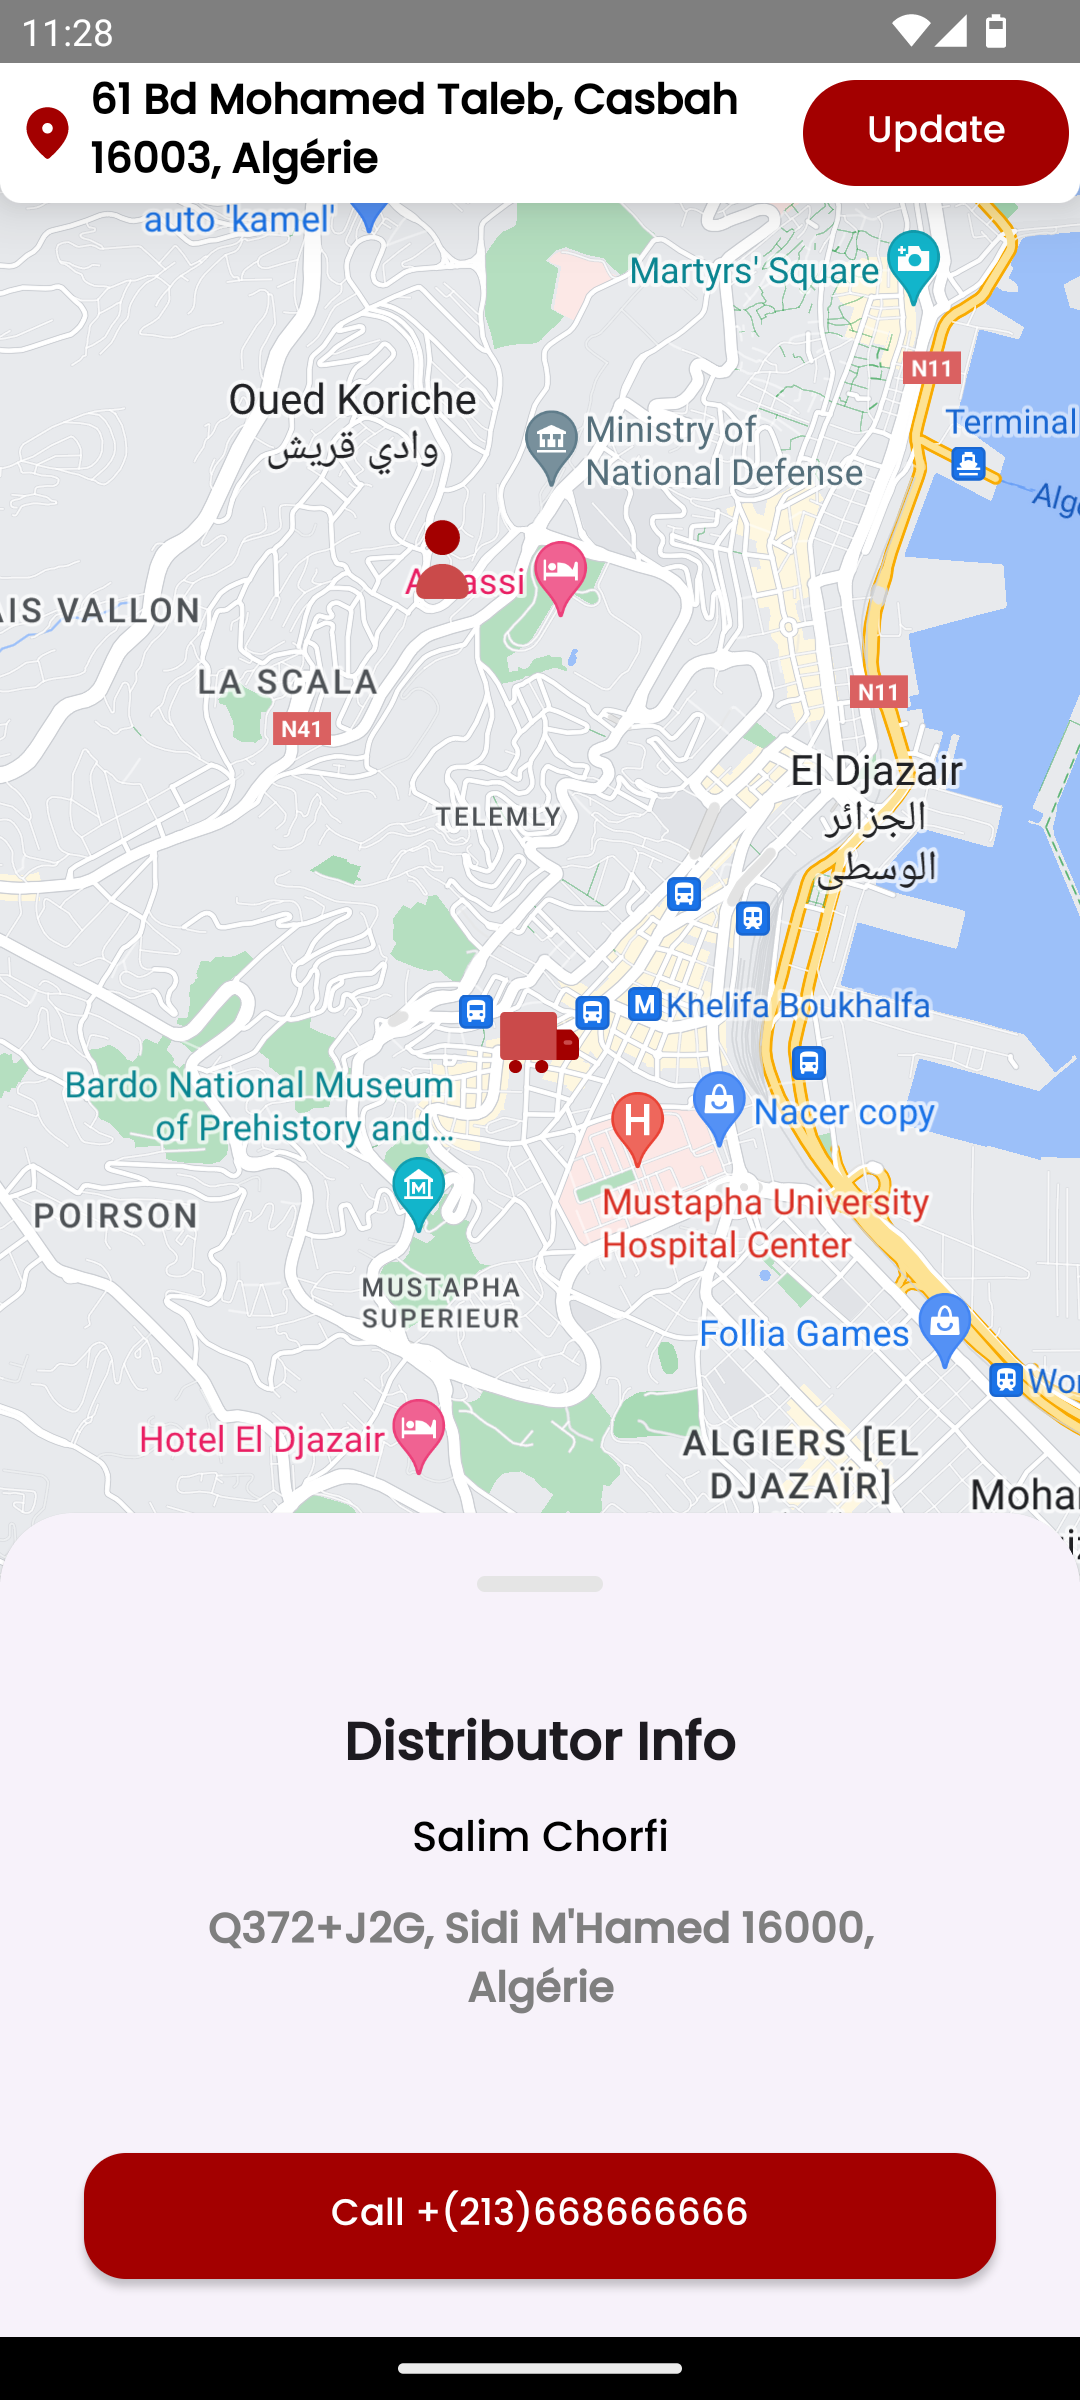 11:28
61 Bd Mohamed Taleb, Casbah
16003, Algérie
Update
auto 'kamel'
Martyrs' Square
N11
Oued Koriche
وادي قريش
Ministry of
National Defense
Terminal
Alg
AIS VALLON
LA SCALA
N41
N11
El Djazair
الجزائر
الوسطى
TELEMLY
M Khelifa Boukhalfa
Bardo National Museum
of Prehistory and...
H
Nacer copy
M
Mustapha University
Hospital Center
POIRSON
MUSTAPHA
SUPERIEUR
Follia Games
Wor
Hotel El Djazair
ALGIERS [EL
DJAZAÏR]
Moha
Distributor Info
Salim Chorfi
Q372+J2G, Sidi M'Hamed 16000,
Algérie
Call +(213)668666666